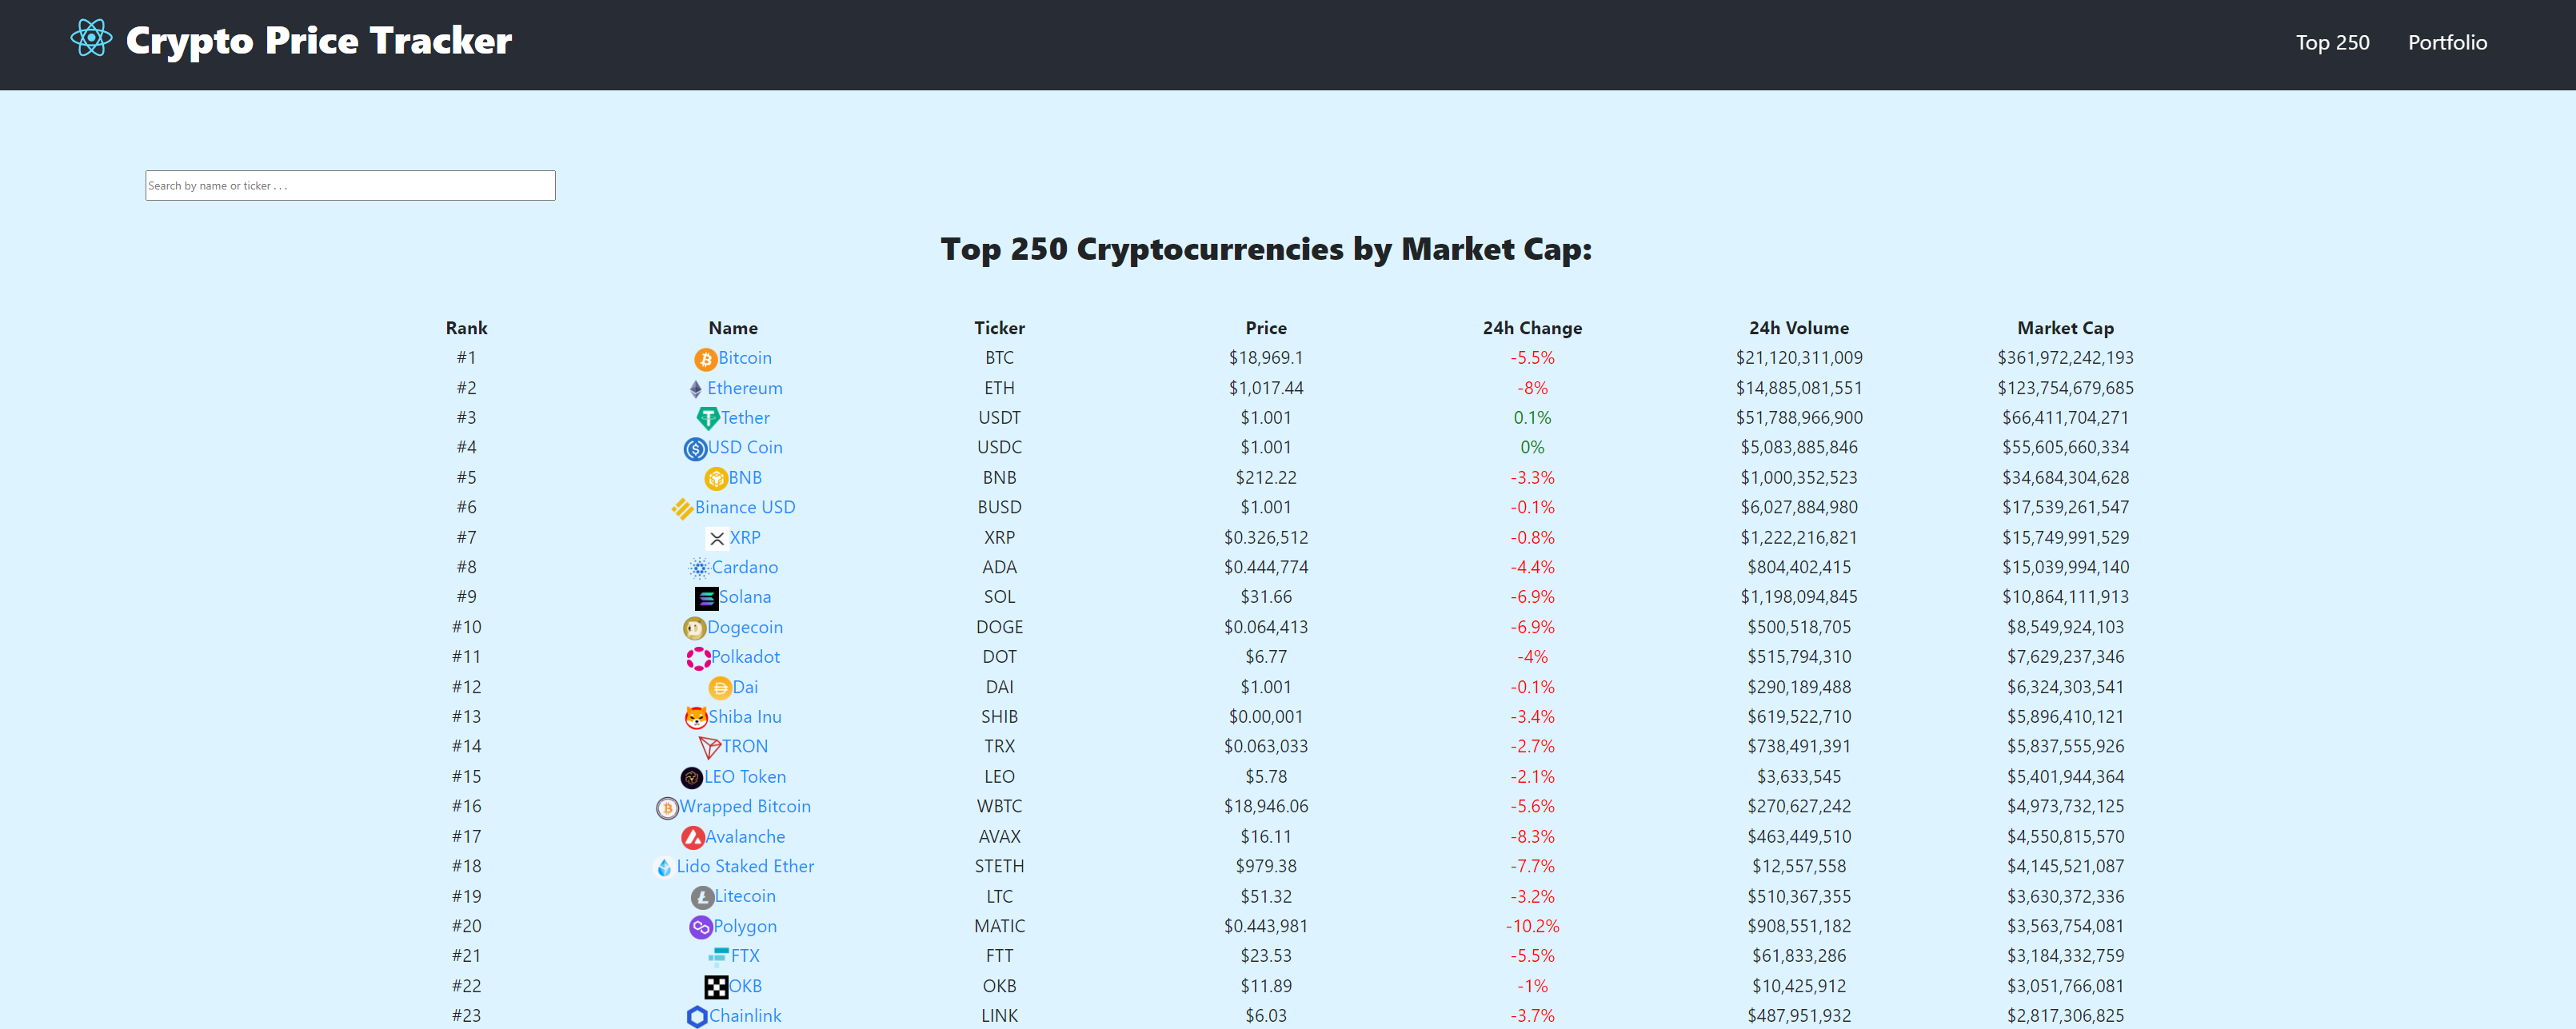 Crypto Price Tracker Top 250 Portfolio
Search by name or ticker . . .
Top 250 Cryptocurrencies by Market Cap:
Rank Name Ticker Price 24h Change 24h Volume Market Cap
#1 Bitcoin BTC $18,969.1 -5.5% $21,120,311,009 $361,972,242,193
#2 Ethereum ETH $1,017.44 -8% $14,885,081,551 $123,754,679,685
#3 Tether USDT $1.001 0.1% $51,788,966,900 $66,411,704,271
#4 USD Coin USDC $1.001 0% $5,083,885,846 $55,605,660,334
#5 BNB BNB $212.22 -3.3% $1,000,352,523 $34,684,304,628
#6 Binance USD BUSD $1.001 -0.1% $6,027,884,980 $17,539,261,547
#7 XRP XRP $0.326,512 -0.8% $1,222,216,821 $15,749,991,529
#8 Cardano ADA $0.444,774 -4.4% $804,402,415 $15,039,994,140
#9 Solana SOL $31.66 -6.9% $1,198,094,845 $10,864,111,913
#10 Dogecoin DOGE $0.064,413 -6.9% $500,518,705 $8,549,924,103
#11 Polkadot DOT $6.77 -4% $515,794,310 $7,629,237,346
#12 Dai DAI $1.001 -0.1% $290,189,488 $6,324,303,541
#13 Shiba Inu SHIB $0.00,001 -3.4% $619,522,710 $5,896,410,121
#14 TRON TRX $0.063,033 -2.7% $738,491,391 $5,837,555,926
#15 LEO Token LEO $5.78 -2.1% $3,633,545 $5,401,944,364
#16 Wrapped Bitcoin WBTC $18,946.06 -5.6% $270,627,242 $4,973,732,125
#17 Avalanche AVAX $16.11 -8.3% $463,449,510 $4,550,815,570
#18 Lido Staked Ether STETH $979.38 -7.7% $12,557,558 $4,145,521,087
#19 Litecoin LTC $51.32 -3.2% $510,367,355 $3,630,372,336
#20 Polygon MATIC $0.443,981 -10.2% $908,551,182 $3,563,754,081
#21 FTX FTT $23.53 -5.5% $61,833,286 $3,184,332,759
#22 OKB OKB $11.89 -1% $10,425,912 $3,051,766,081
#23 Chainlink LINK $6.03 -3.7% $487,951,932 $2,817,306,825